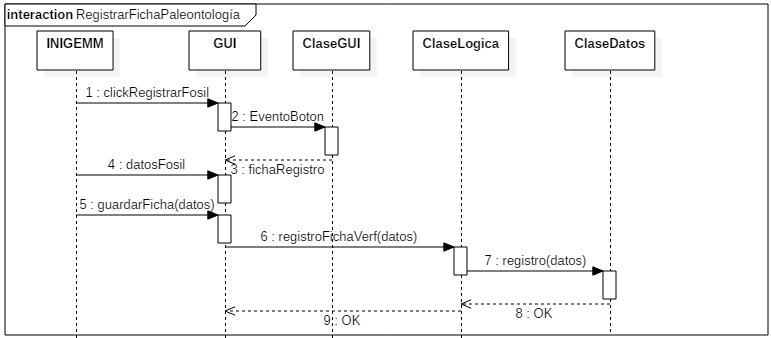 interaction RegistrarFichaPaleontología
INIGEMM
GUI
ClaseGUI
ClaseLogica
ClaseDatos
1 : clickRegistrarFosil
2 : EventoBoton
3 : fichaRegistro
4 : datosFosil
5 : guardarFicha(datos)
6 : registroFichaVerf(datos)
7 : registro(datos)
8 : OK
9 : OK